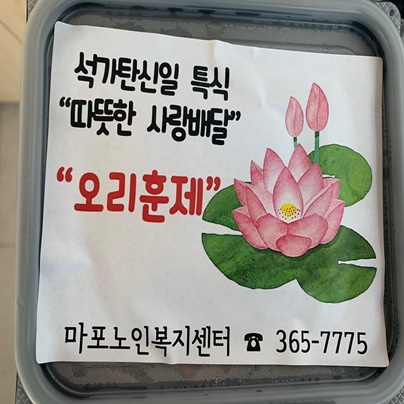 석가탄신일 특식
“따뜻한 사랑배달”
“오리훈제”
마포노인복지센터 ☎ 365-7775